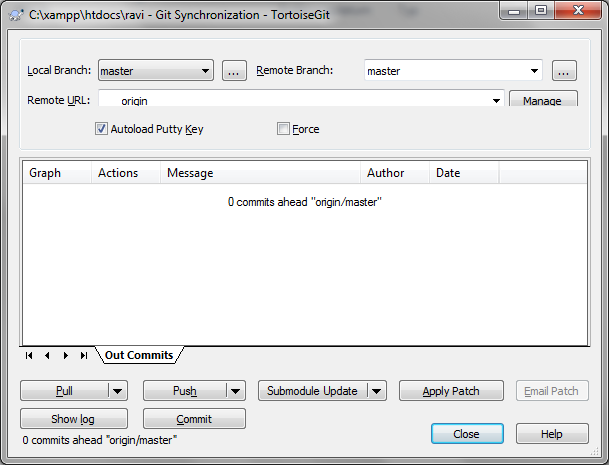 C:\xampp\htdocs\ravi - Git Synchronization - TortoiseGit
Local Branch: master ... Remote Branch: master ...
Remote URL: origin Manage
Autoload Putty Key Force
Graph Actions Message Author Date
0 commits ahead "origin/master"
Out Commits
Pull Push Submodule Update Apply Patch Email Patch
Show log Commit
0 commits ahead "origin/master" Close Help